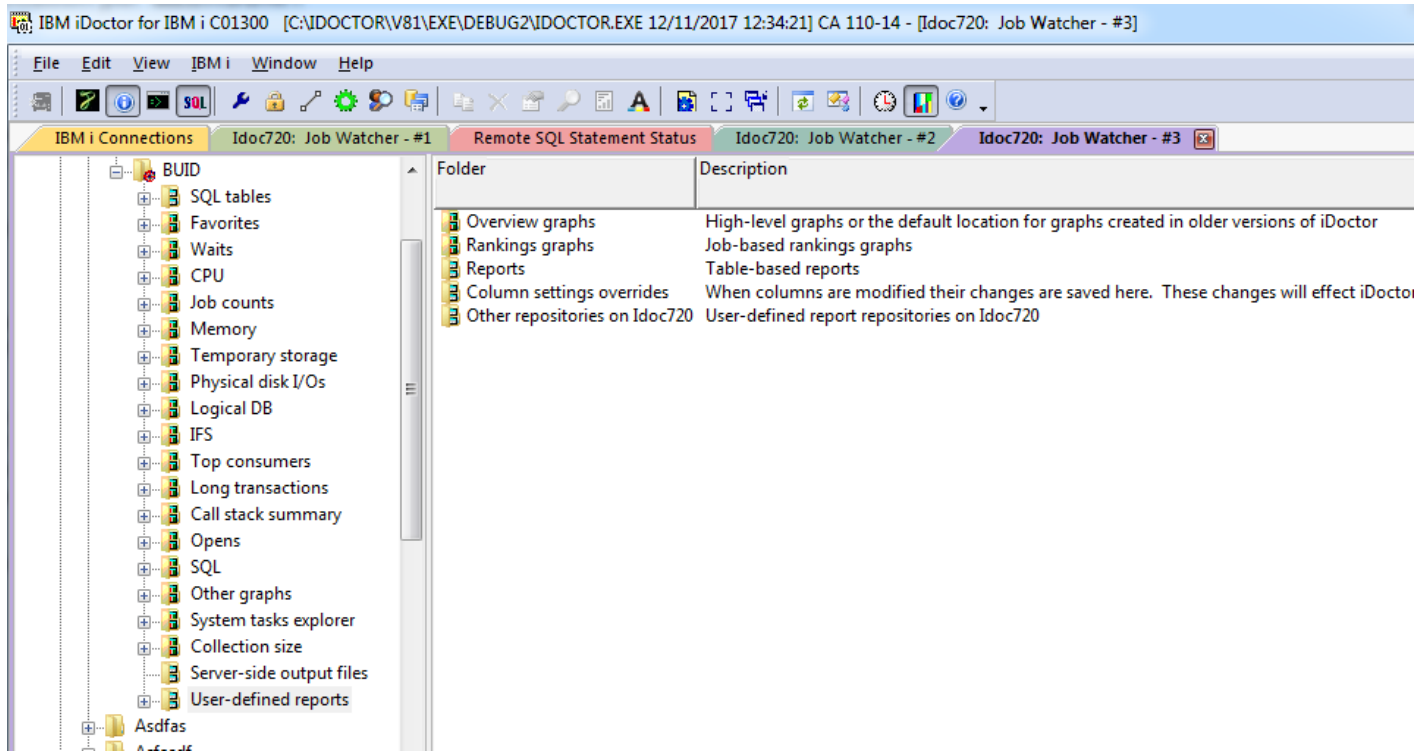 IBM iDoctor for IBM i C01300 [C:\IDOCTOR\V81\EXE\DEBUG2\IDOCTOR.EXE 12/11/2017 12:34:21] CA 110-14 - [Idoc720: Job Watcher - #3]
File Edit View IBM i Window Help
SQL A
IBM i Connections Idoc720: Job Watcher - #1 Remote SQL Statement Status Idoc720: Job Watcher - #2 Idoc720: Job Watcher - #3
BUID
SQL tables
Favorites
Waits
CPU
Job counts
Memory
Temporary storage
Physical disk I/Os
Logical DB
IFS
Top consumers
Long transactions
Call stack summary
Opens
SQL
Other graphs
System tasks explorer
Collection size
Server-side output files
User-defined reports
Asdfas
Folder Description
Overview graphs High-level graphs or the default location for graphs created in older versions of iDoctor
Rankings graphs Job-based rankings graphs
Reports Table-based reports
Column settings overrides When columns are modified their changes are saved here. These changes will effect iDoctor
Other repositories on Idoc720 User-defined report repositories on Idoc720